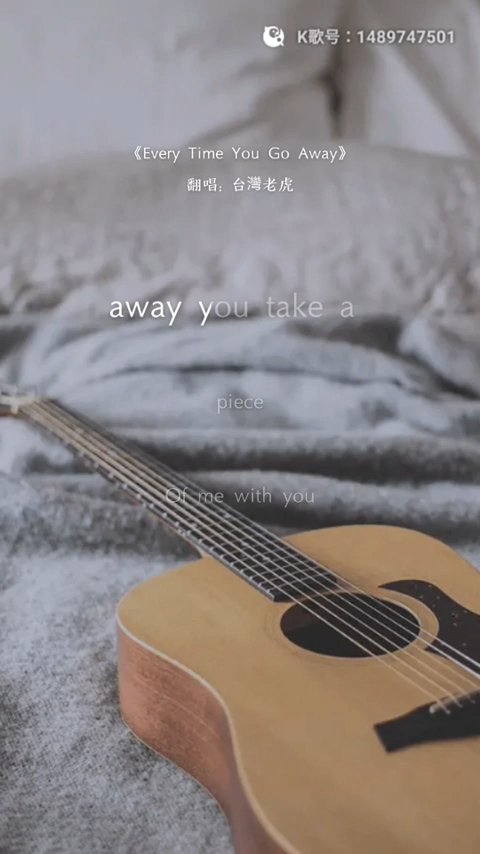 K歌号：1489747501
《Every Time You Go Away》
翻唱：台灣老虎
away you take a
piece
Of me with you